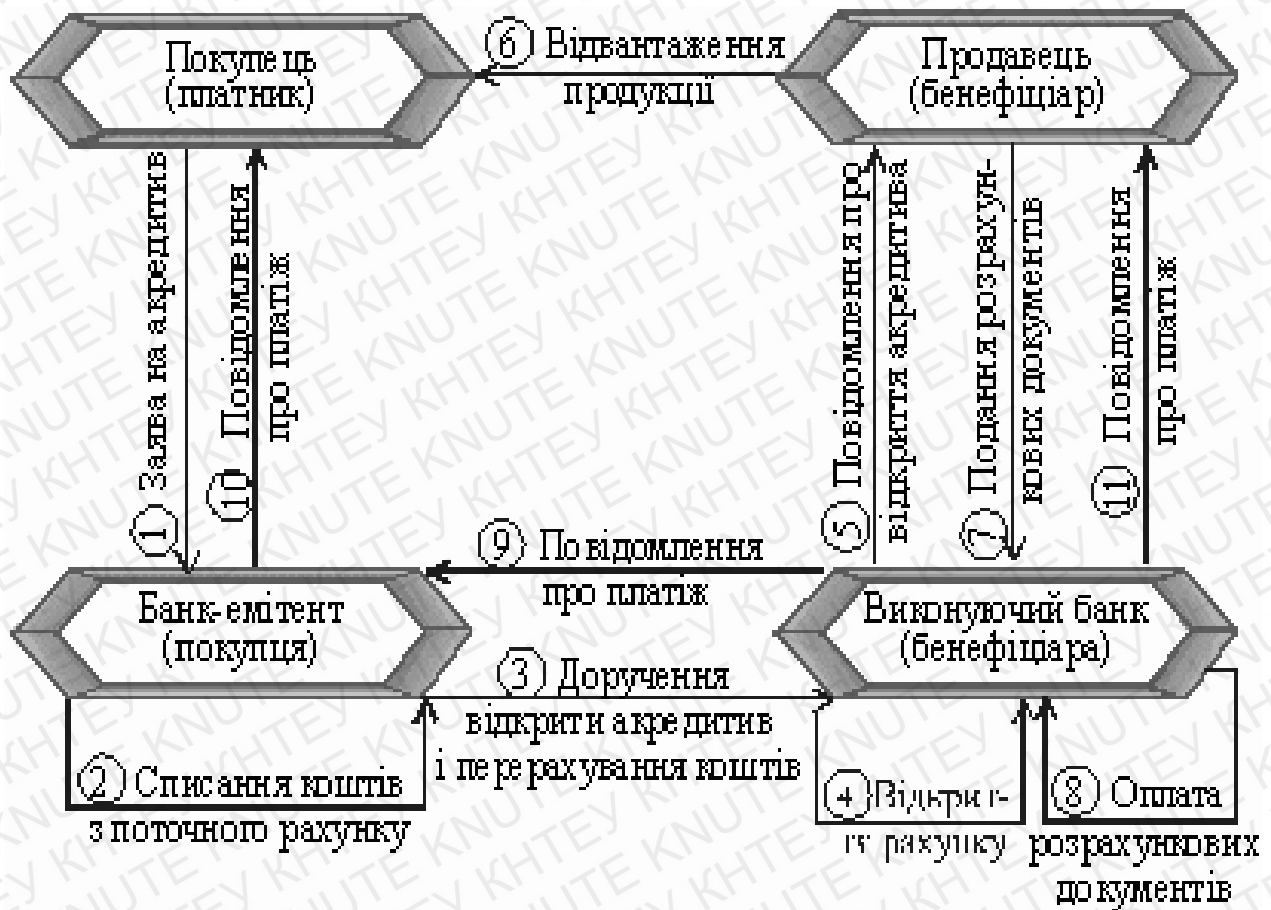 Покупець
(платник)
6 Відвантаження
продукції
Продавець
(бенефіціар)
1 Заява на акредитив
10 Повідомлення
про платіж
5 Повідомлення про
відкриття акредитива
7 Подання розрахун-
кових документів
11 Повідомлення
про платіж
9 Повідомлення
про платіж
Банк-емітент
(покупця)
Виконуючий банк
(бенефіціара)
3 Доручення
відкрити акредитив
і перерахування коштів
2 Списання коштів
з поточного рахунку
4
рахунку
8 Оплата
розрахункових
документів
KHTEУ KNUTE